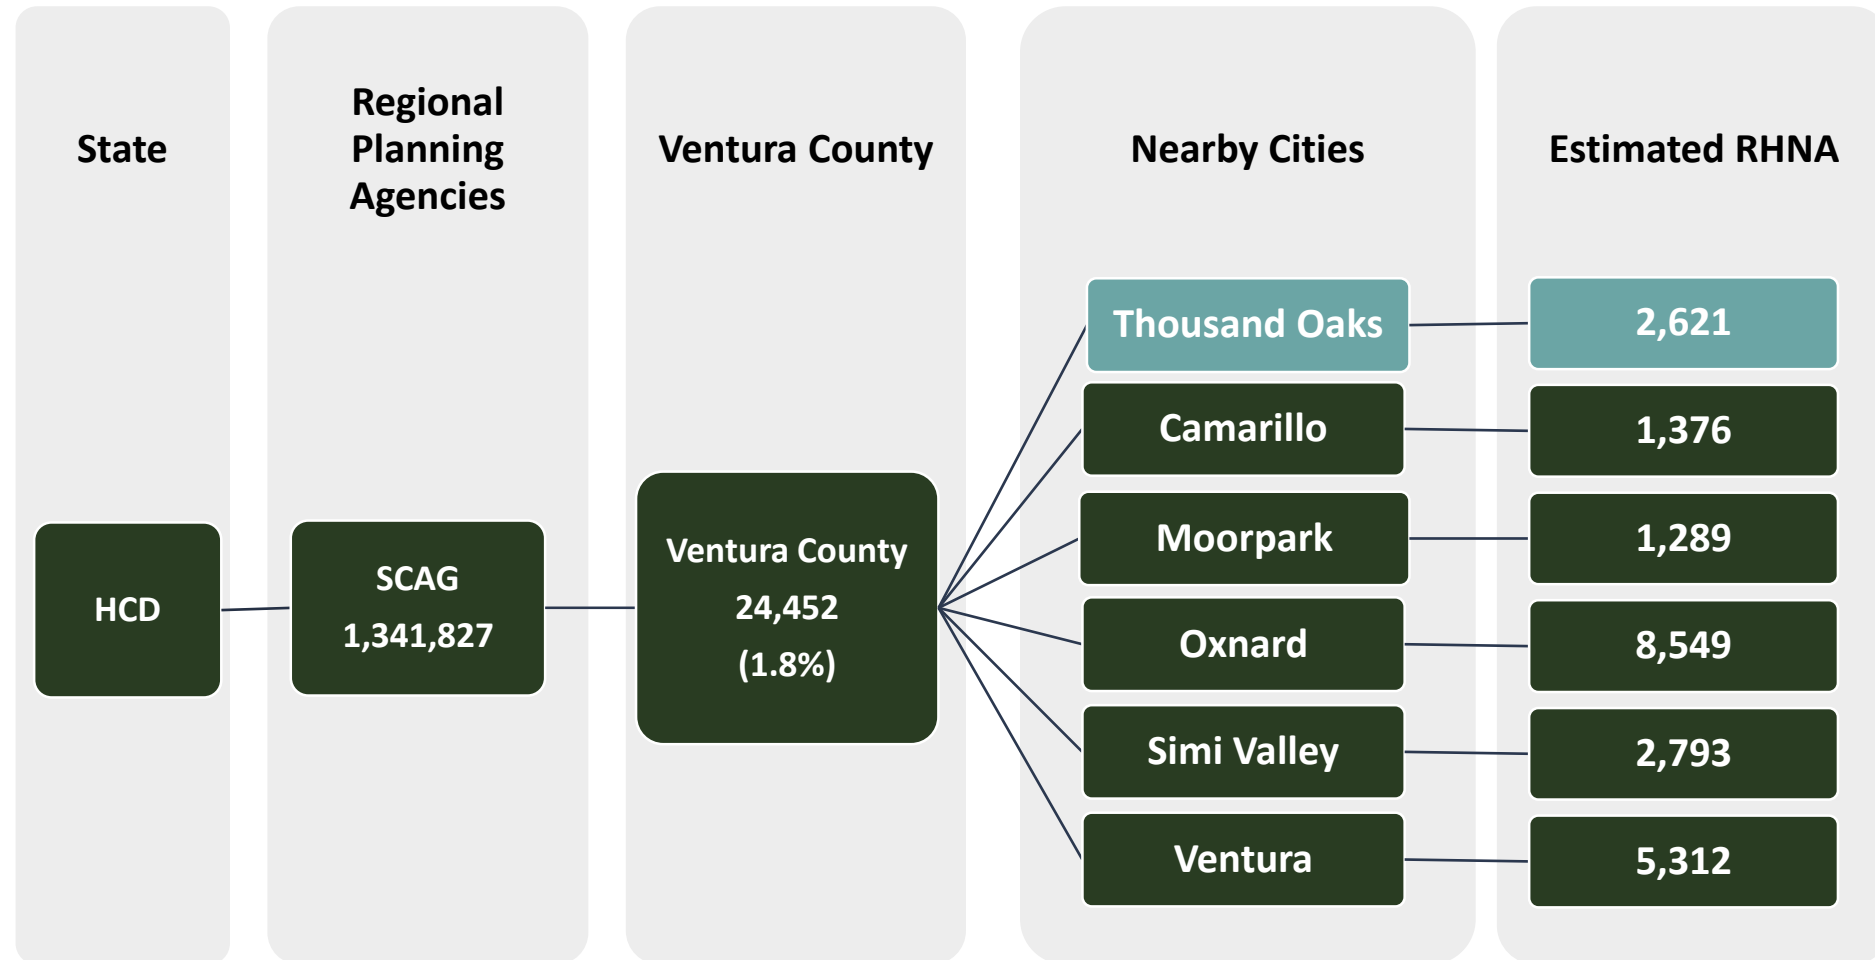 State
Regional
Planning
Agencies
Ventura County
Nearby Cities
Estimated RHNA
HCD
SCAG
1,341,827
Ventura County
24,452
(1.8%)
Thousand Oaks
2,621
Camarillo
1,376
Moorpark
1,289
Oxnard
8,549
Simi Valley
2,793
Ventura
5,312